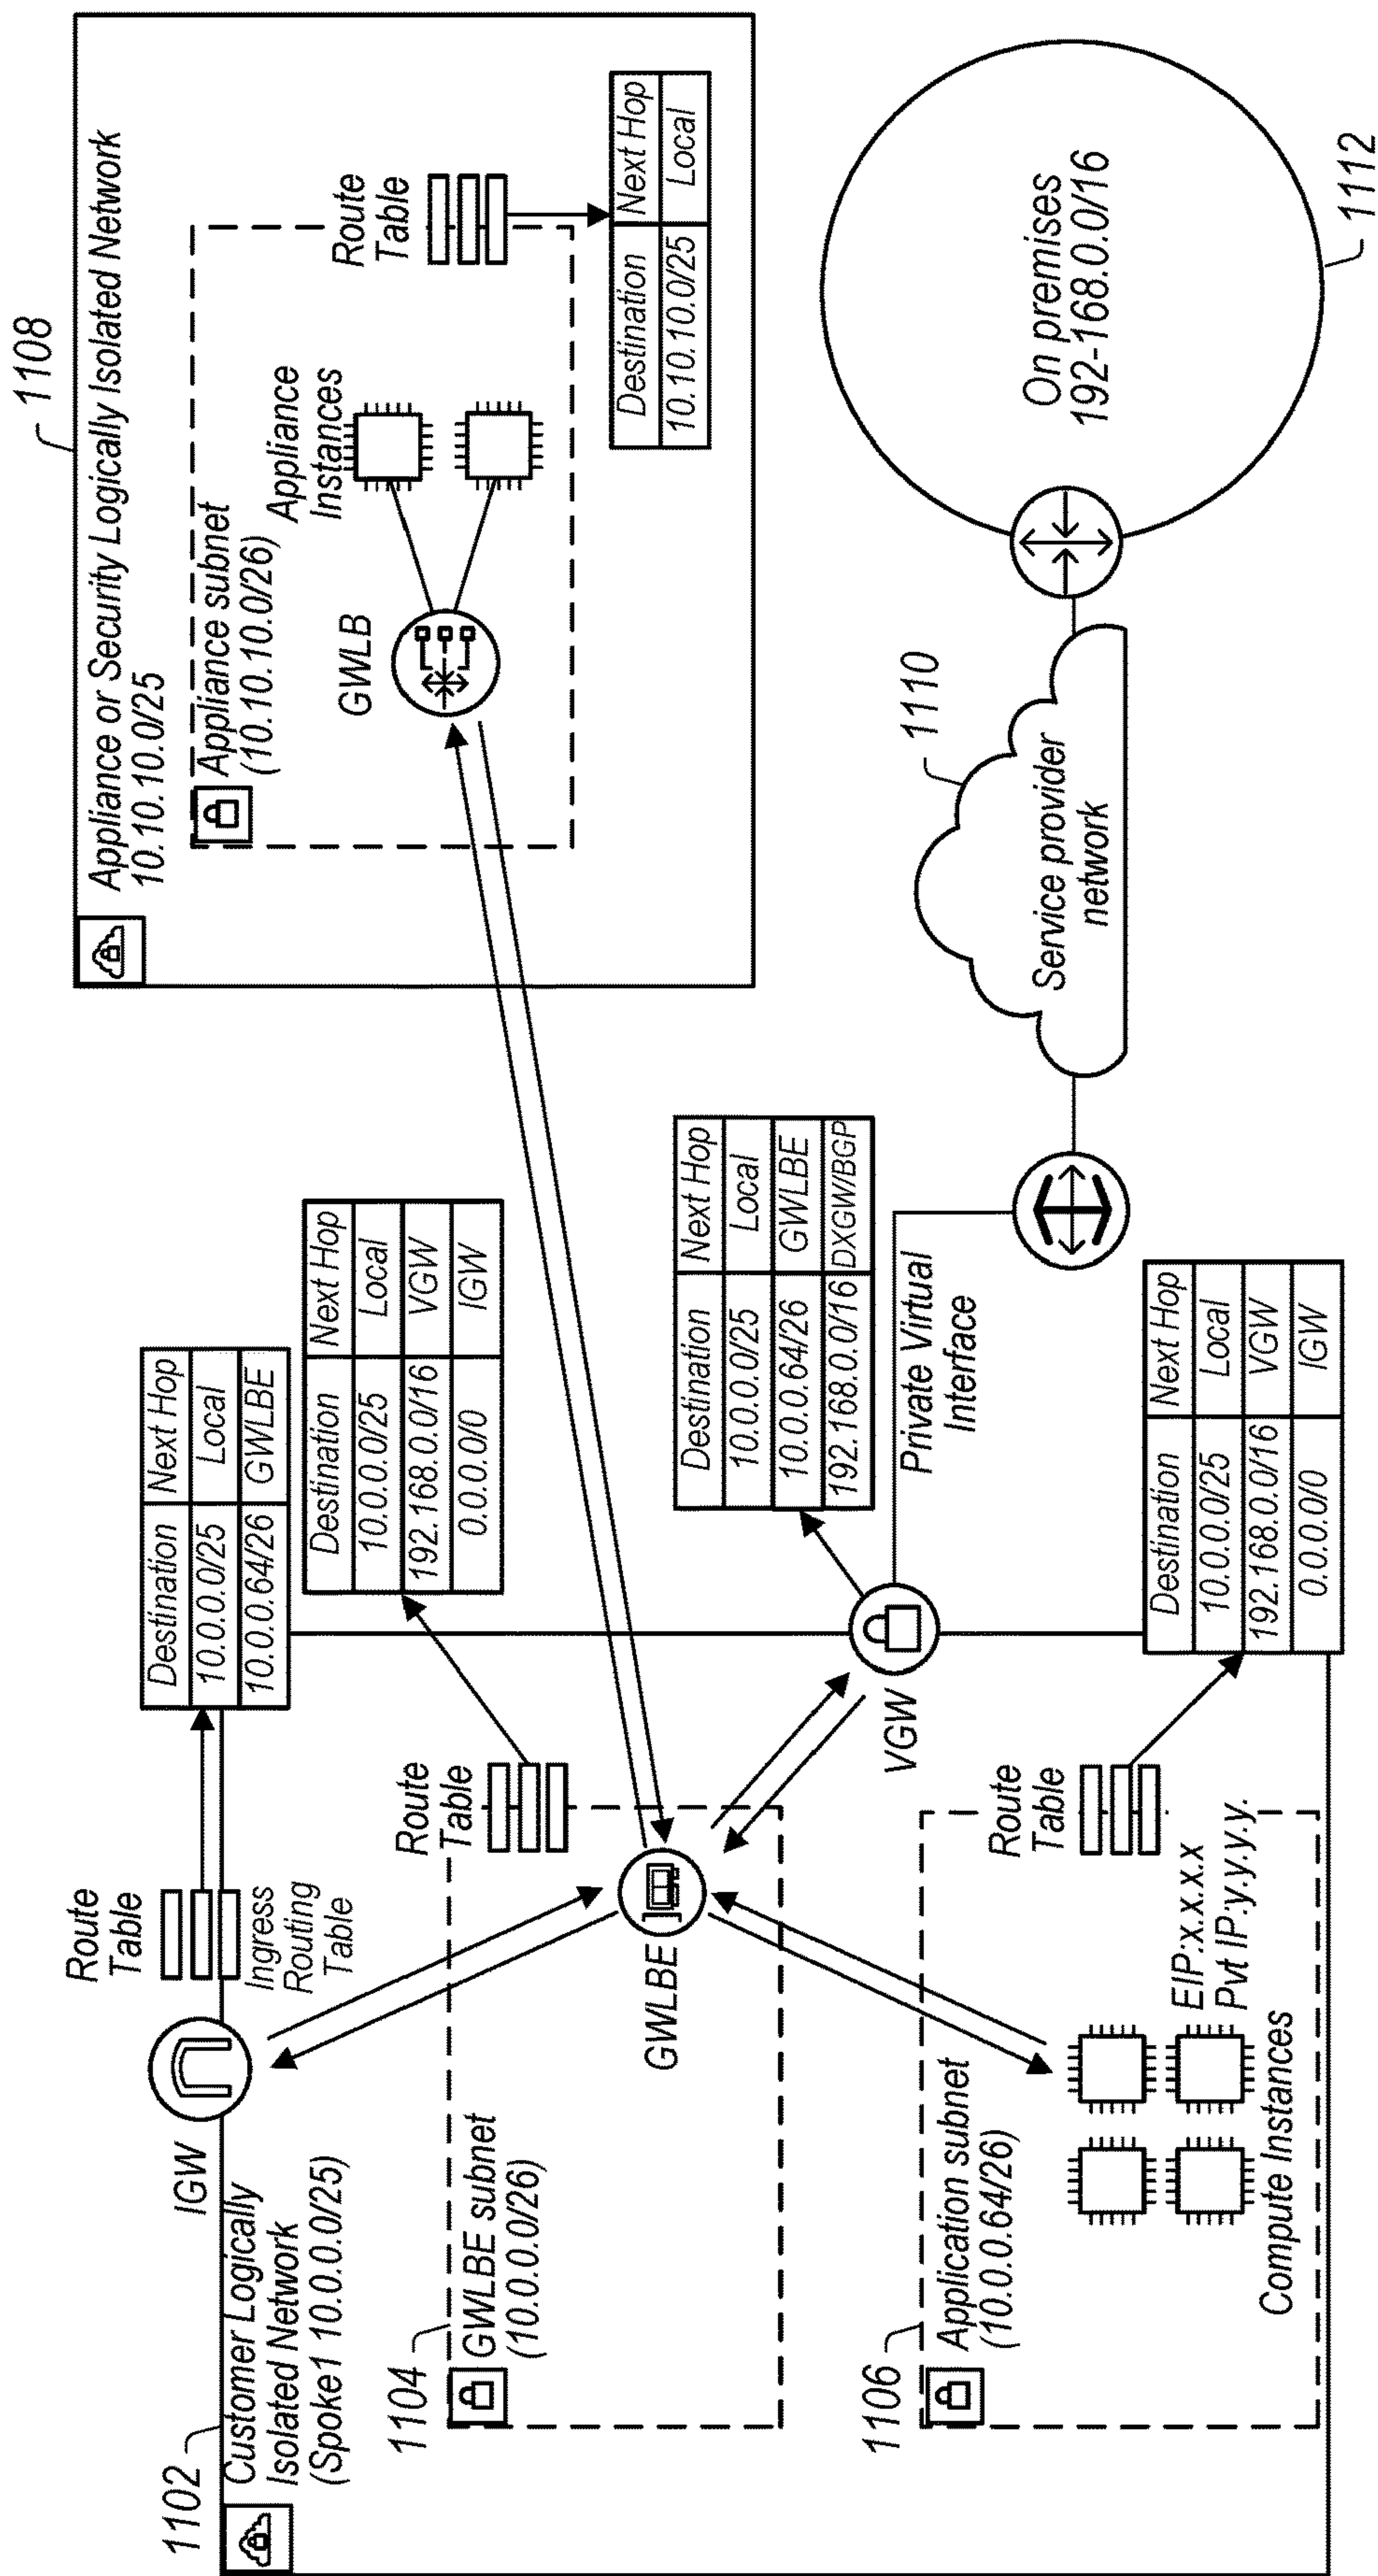 1108
Appliance or Security Logically Isolated Network
10.10.10.0/25
Appliance subnet
(10.10.10.0/26)
Route
Table
Appliance
Instances
GWLB
Destination Next Hop
10.10.10.0/25 Local
1102
Customer Logically
Isolated Network
(Spoke1 10.0.0.0/25)
IGW
Route
Table
Ingress
Routing
Table
Destination Next Hop
10.0.0.0/25 Local
10.0.0.64/26 GWLBE
1104
GWLBE subnet
(10.0.0.0/26)
GWLBE
Route
Table
Destination Next Hop
10.0.0.0/25 Local
192.168.0.0/16 VGW
0.0.0.0/0 IGW
VGW
Destination Next Hop
10.0.0.0/25 Local
10.0.0.64/26 GWLBE
192.168.0.0/16 DXGW/BGP
Private Virtual
Interface
1110
Service provider
network
On premises
192-168.0.0/16
1112
1106
Application subnet
(10.0.0.64/26)
Route
Table
EIP:x.x.x.x
Pvt IP:y.y.y.y.
Compute Instances
Destination Next Hop
10.0.0.0/25 Local
192.168.0.0/16 VGW
0.0.0.0/0 IGW